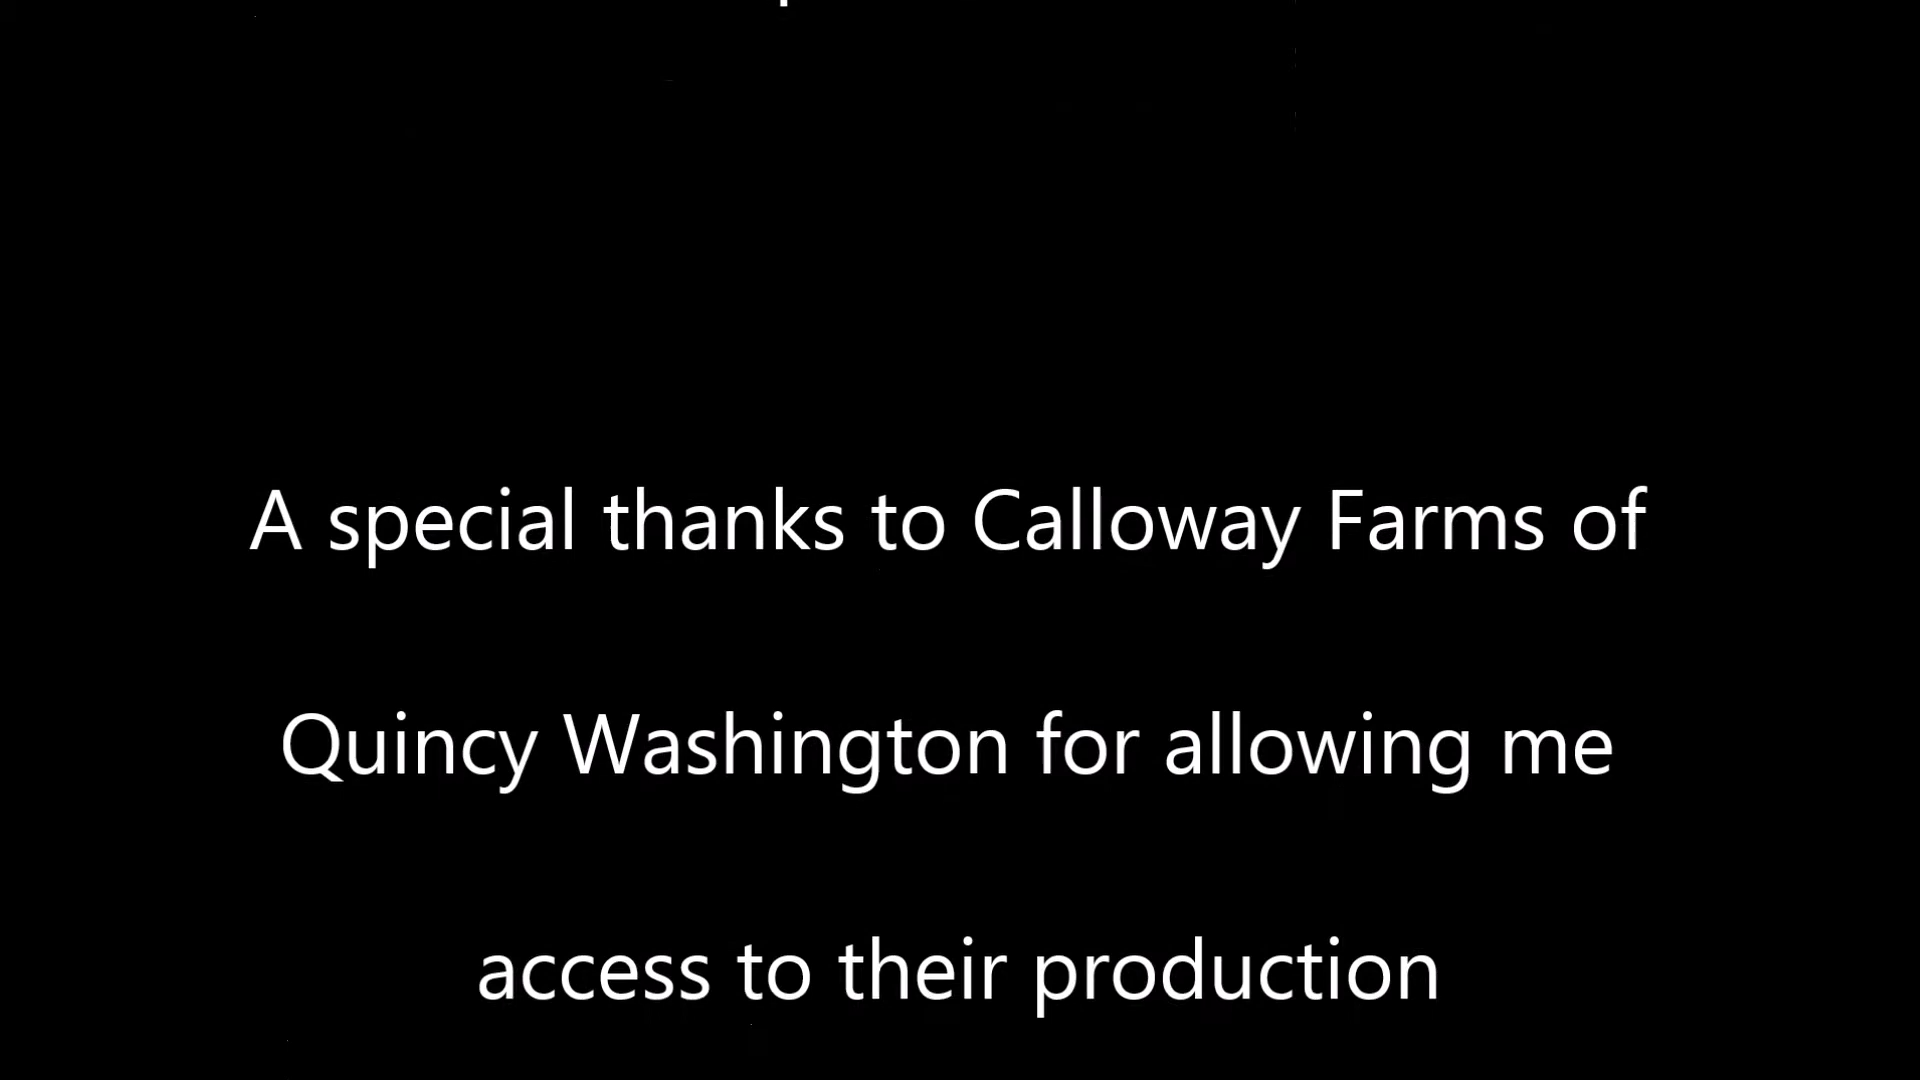 A special thanks to Calloway Farms of
Quincy Washington for allowing me
access to their production